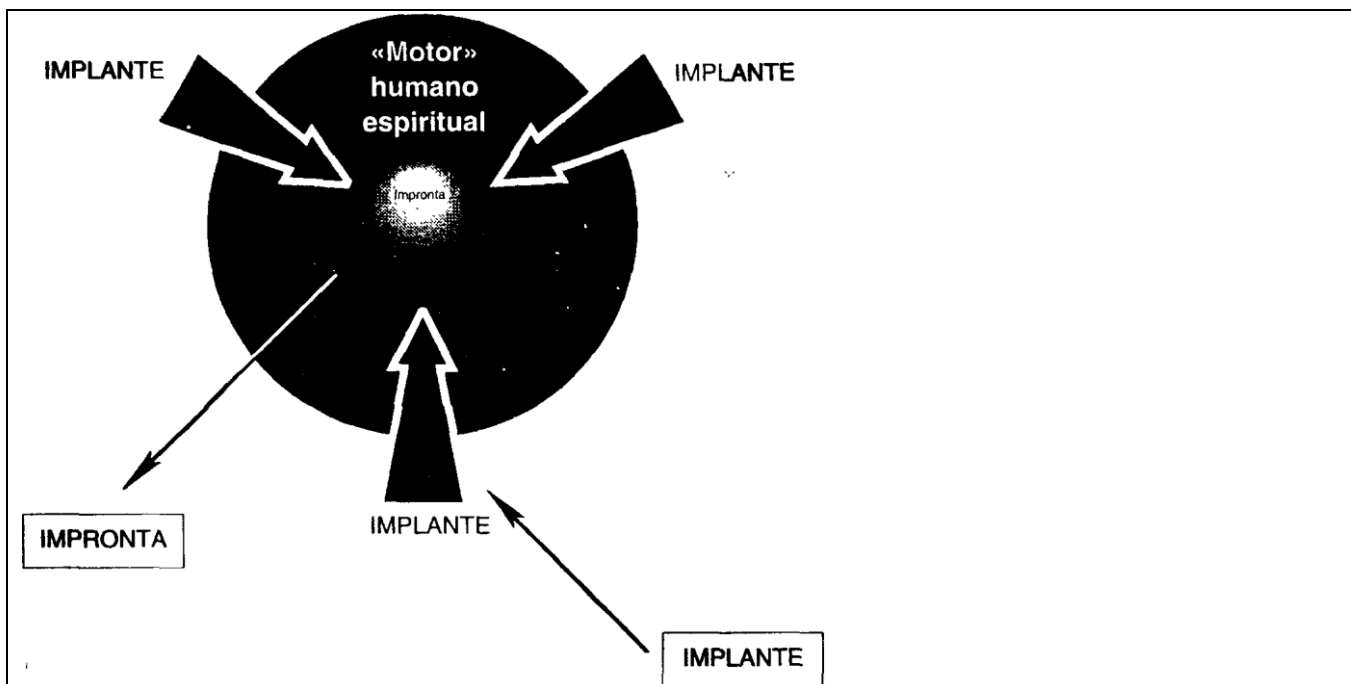 «Motor»
humano
espiritual
IMPLANTE
IMPLANTE
Impronta
IMPLANTE
IMPRONTA
IMPLANTE